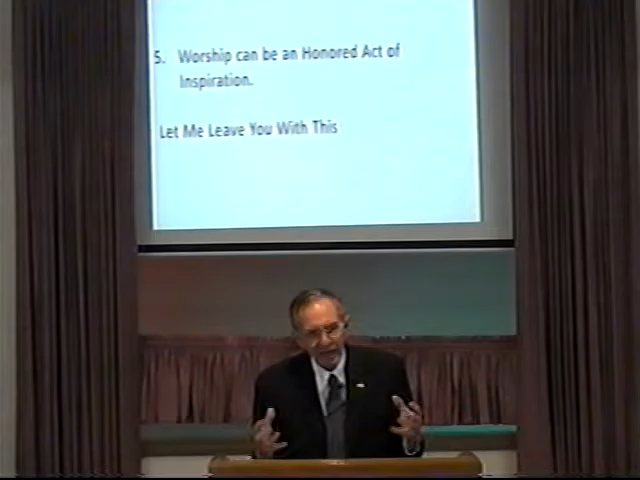 5. Worship can be an Honored Act of
Inspiration.
Let Me Leave You With This